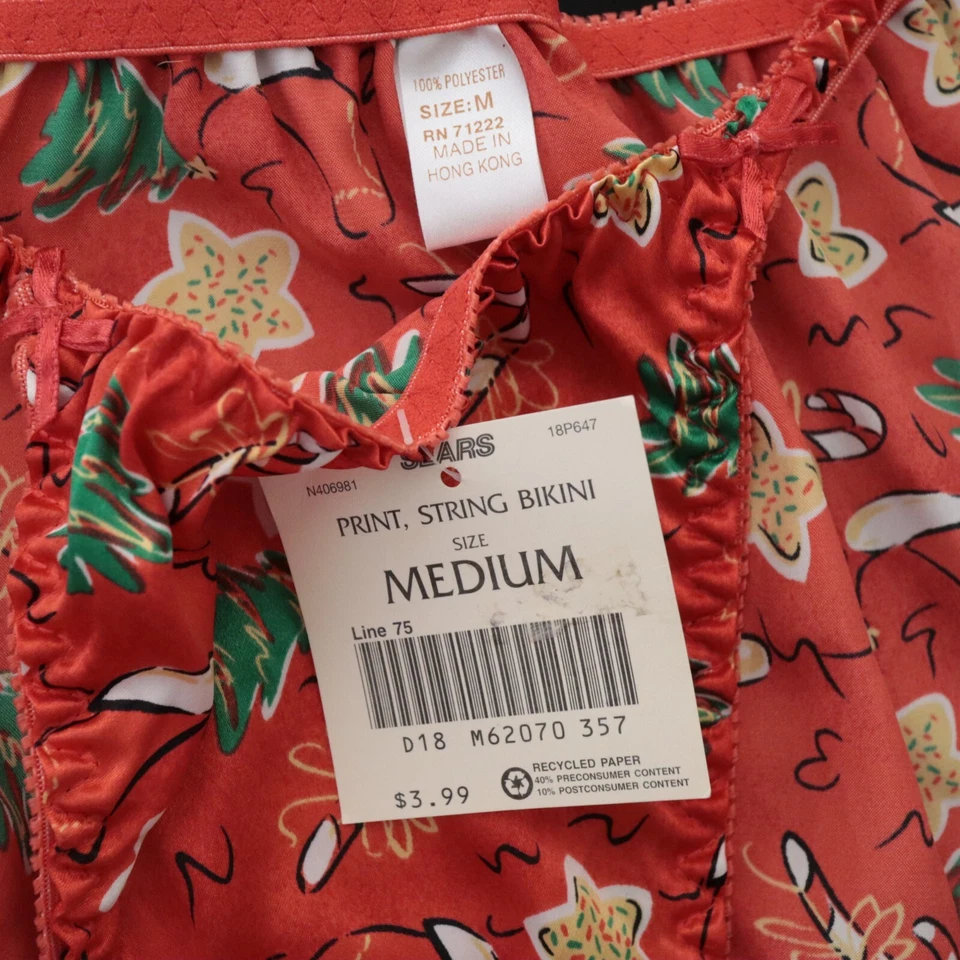 100% POLYESTER
SIZE: M
RN 71222
MADE IN
HONG KONG
SEARS
18P647
N406981
PRINT, STRING BIKINI
SIZE
MEDIUM
Line 75
D18 M62070 357
$3.99
RECYCLED PAPER
40% PRECONSUMER CONTENT
10% POSTCONSUMER CONTENT